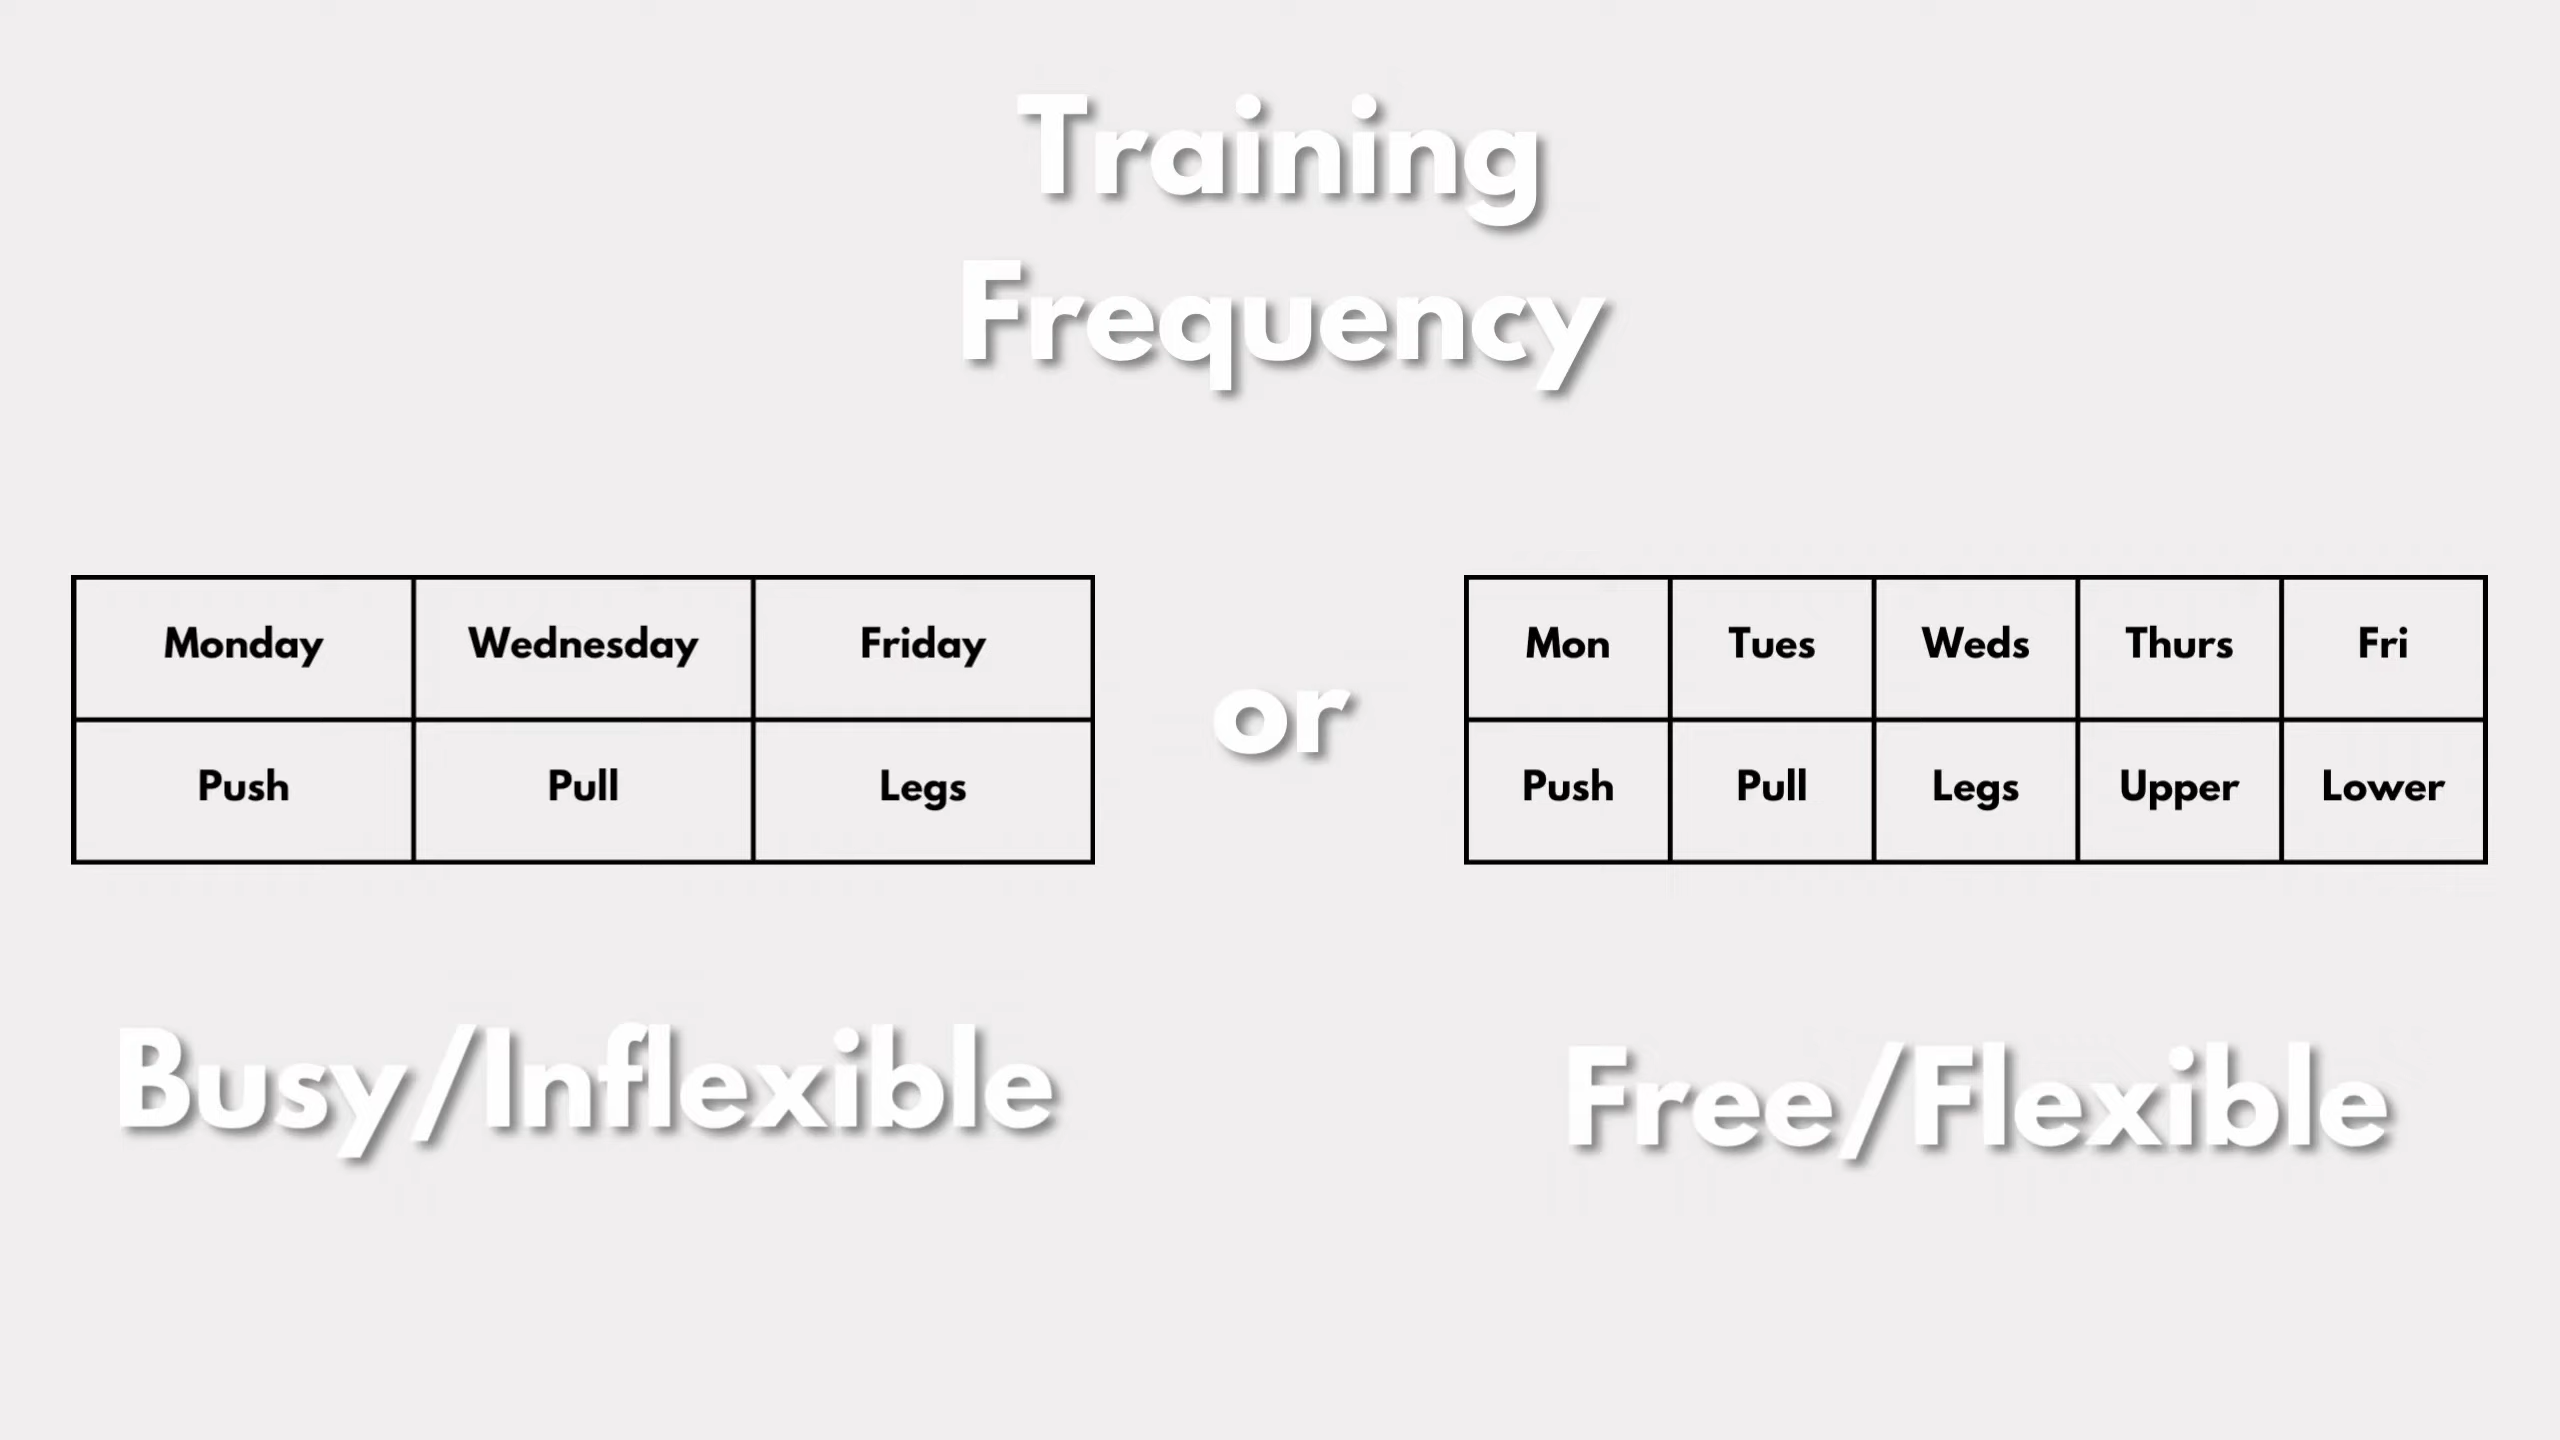 Training
Frequency
Monday Wednesday Friday
Push Pull Legs
or
Mon Tues Weds Thurs Fri
Push Pull Legs Upper Lower
Busy/Inflexible
Free/Flexible